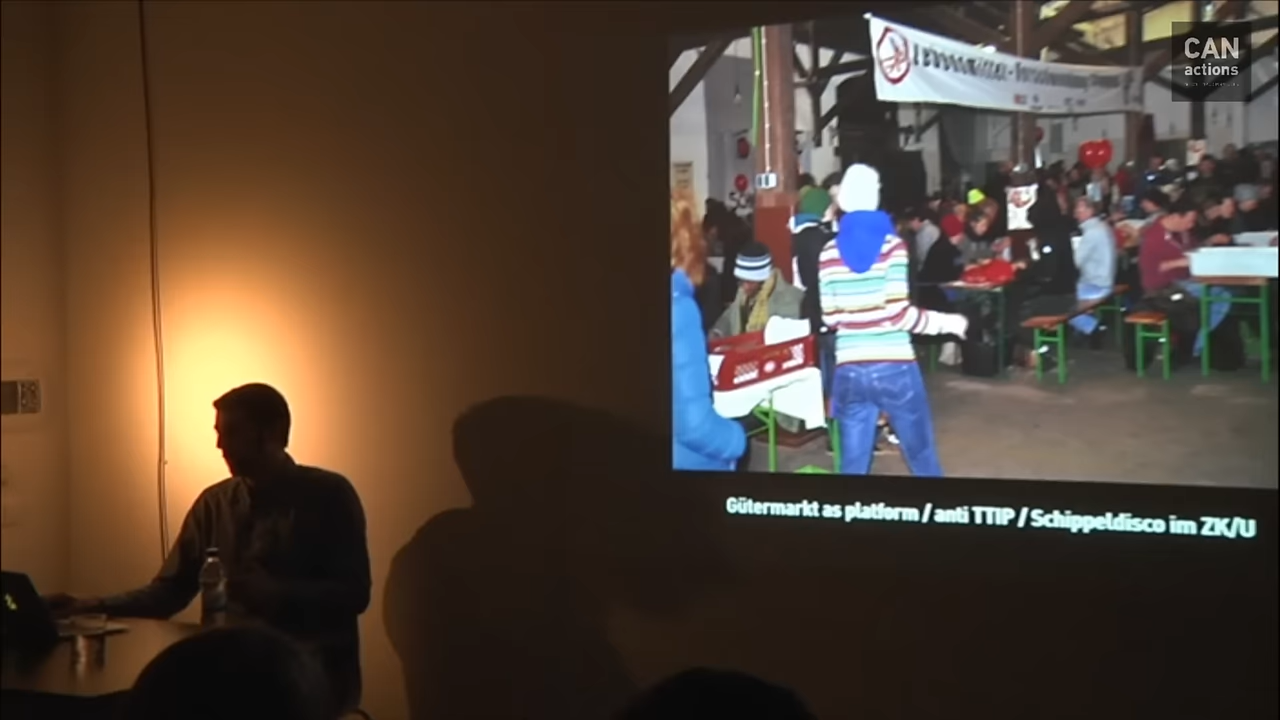 CAN
actions
Gütermarkt as platform / anti TTIP / Schippeldisco im ZK/U